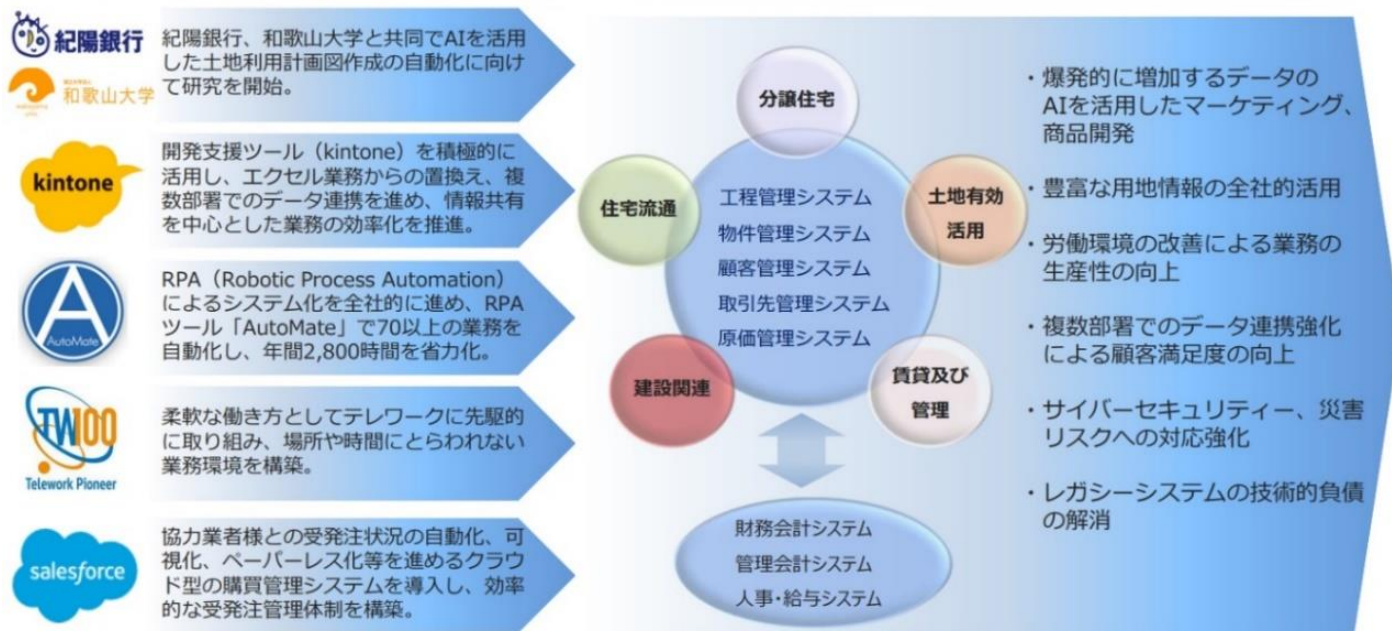 紀陽銀行
和歌山大学
紀陽銀行、和歌山大学と共同でAIを活用
した土地利用計画図作成の自動化に向け
て研究を開始。
kintone
開発支援ツール（kintone）を積極的に
活用し、エクセル業務からの置換え、複
数部署でのデータ連携を進め、情報共有
を中心とした業務の効率化を推進。
A
AutoMate
RPA（Robotic Process Automation）
によるシステム化を全社的に進め、RPA
ツール「AutoMate」で70以上の業務を
自動化し、年間2,800時間を省力化。
TW100
Telework Pioneer
柔軟な働き方としてテレワークに先駆的
に取り組み、場所や時間にとらわれない
業務環境を構築。
salesforce
協力業者様との受発注状況の自動化、可
視化、ペーパーレス化等を進めるクラウ
ド型の購買管理システムを導入し、効率
的な受発注管理体制を構築。
分譲住宅
住宅流通
土地有効
活用
建設関連
賃貸及び
管理
工程管理システム
物件管理システム
顧客管理システム
取引先管理システム
原価管理システム
財務会計システム
管理会計システム
人事・給与システム
・爆発的に増加するデータの
AIを活用したマーケティング、
商品開発
・豊富な用地情報の全社的活用
・労働環境の改善による業務の
生産性の向上
・複数部署でのデータ連携強化
による顧客満足度の向上
・サイバーセキュリティー、災害
リスクへの対応強化
・レガシーシステムの技術的負債
の解消